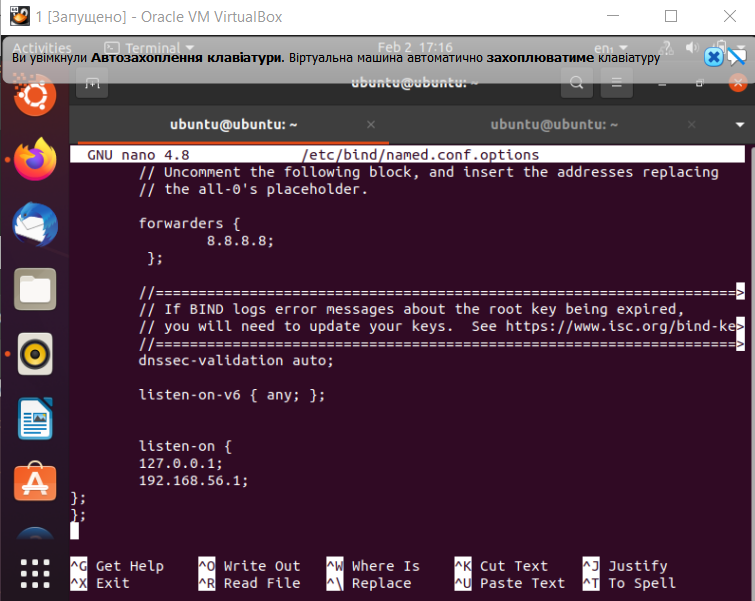 1 [Запущено] - Oracle VM VirtualBox
Activities Terminal Feb 2 17:16 en
Ви увімкнули Автозахоплення клавіатури. Віртуальна машина автоматично захоплюватиме клавіатуру
ubuntu@ubuntu: ~
ubuntu@ubuntu: ~ × ubuntu@ubuntu: ~ ×
GNU nano 4.8 /etc/bind/named.conf.options
// Uncomment the following block, and insert the addresses replacing
// the all-0's placeholder.
forwarders {
8.8.8.8;
};
//=====================================================================>
// If BIND logs error messages about the root key being expired,
// you will need to update your keys.  See https://www.isc.org/bind-ke>
//=====================================================================>
dnssec-validation auto;
listen-on-v6 { any; };
listen-on {
127.0.0.1;
192.168.56.1;
};
};
^G Get Help ^O Write Out ^W Where Is ^K Cut Text ^J Justify
^X Exit ^R Read File ^\ Replace ^U Paste Text ^T To Spell